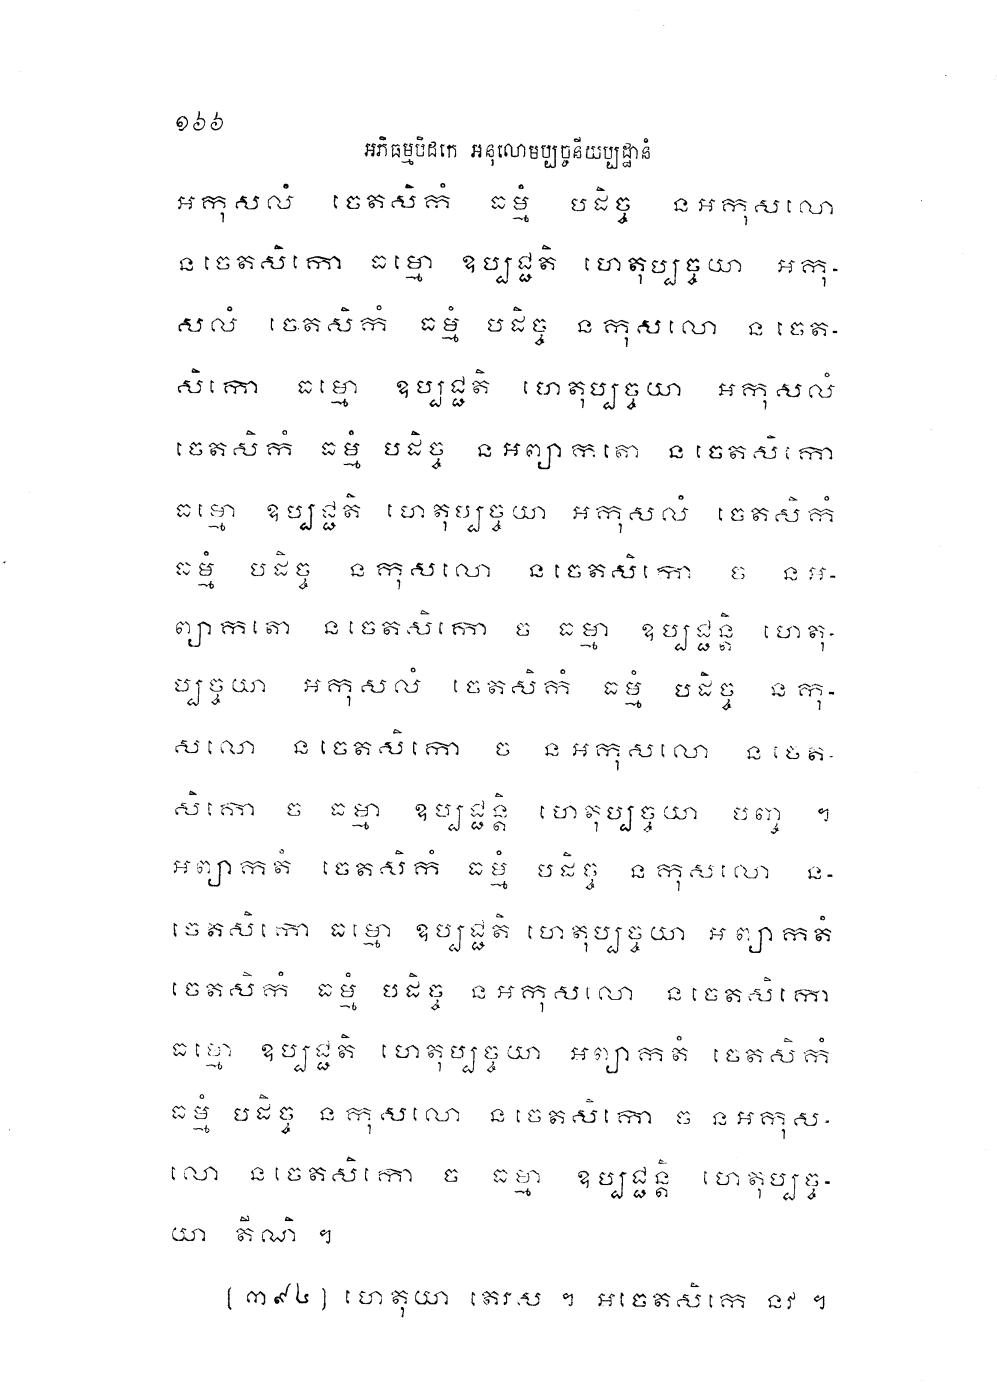 ១៦៦
អភិធម្មបិដកេ អនុលោមប្បច្ចនីយប្បដ្ឋានំ
អកុសលំ ចេតសិកំ ធម្មំ បដិច្ច នអកុសលោ
នចេតសិកោ ធម្មោ ឧប្បជ្ជតិ ហេតុប្បច្ចយា អកុ-
សលំ ចេតសិកំ ធម្មំ បដិច្ច នកុសលោ នចេត-
សិកោ ធម្មោ ឧប្បជ្ជតិ ហេតុប្បច្ចយា អកុសលំ
ចេតសិកំ ធម្មំ បដិច្ច នអព្យាកតោ នចេតសិកោ
ធម្មោ ឧប្បជ្ជតិ ហេតុប្បច្ចយា អកុសលំ ចេតសិកំ
ធម្មំ បដិច្ច នកុសលោ នចេតសិកោ ច នអ-
ព្យាកតោ នចេតសិកោ ច ធម្មា ឧប្បជ្ជន្តិ ហេតុ-
ប្បច្ចយា អកុសលំ ចេតសិកំ ធម្មំ បដិច្ច នកុ-
សលោ នចេតសិកោ ច នអកុសលោ នចេត-
សិកោ ច ធម្មា ឧប្បជ្ជន្តិ ហេតុប្បច្ចយា បញ្ច ។
អព្យាកតំ ចេតសិកំ ធម្មំ បដិច្ច នកុសលោ ន-
ចេតសិកោ ធម្មោ ឧប្បជ្ជតិ ហេតុប្បច្ចយា អព្យាកតំ
ចេតសិកំ ធម្មំ បដិច្ច នអកុសលោ នចេតសិកោ
ធម្មោ ឧប្បជ្ជតិ ហេតុប្បច្ចយា អព្យាកតំ ចេតសិកំ
ធម្មំ បដិច្ច នកុសលោ នចេតសិកោ ច នអកុស-
លោ នចេតសិកោ ច ធម្មា ឧប្បជ្ជន្តិ ហេតុប្បច្ច-
យា តីណិ ។
[៣៩៤] ហេតុយា តេរស ។ អចេតសិកេ នវ ។